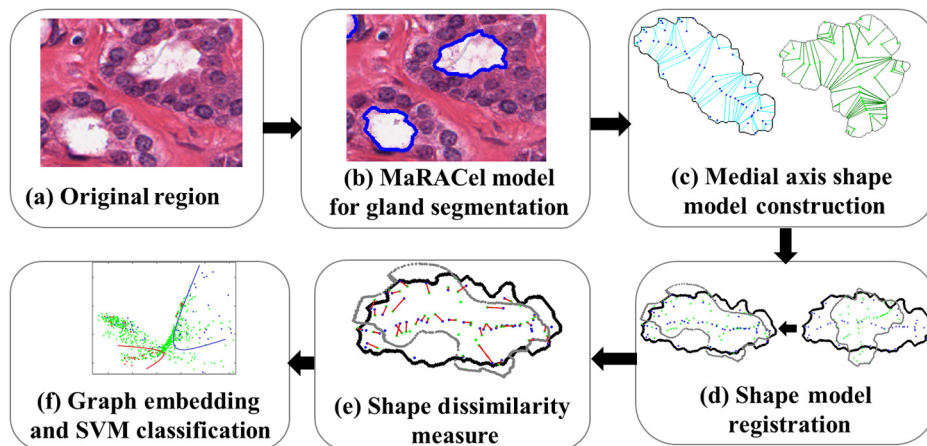 (a) Original region
(b) MaRACel model
for gland segmentation
(c) Medial axis shape
model construction
(d) Shape model
registration
(e) Shape dissimilarity
measure
(f) Graph embedding
and SVM classification